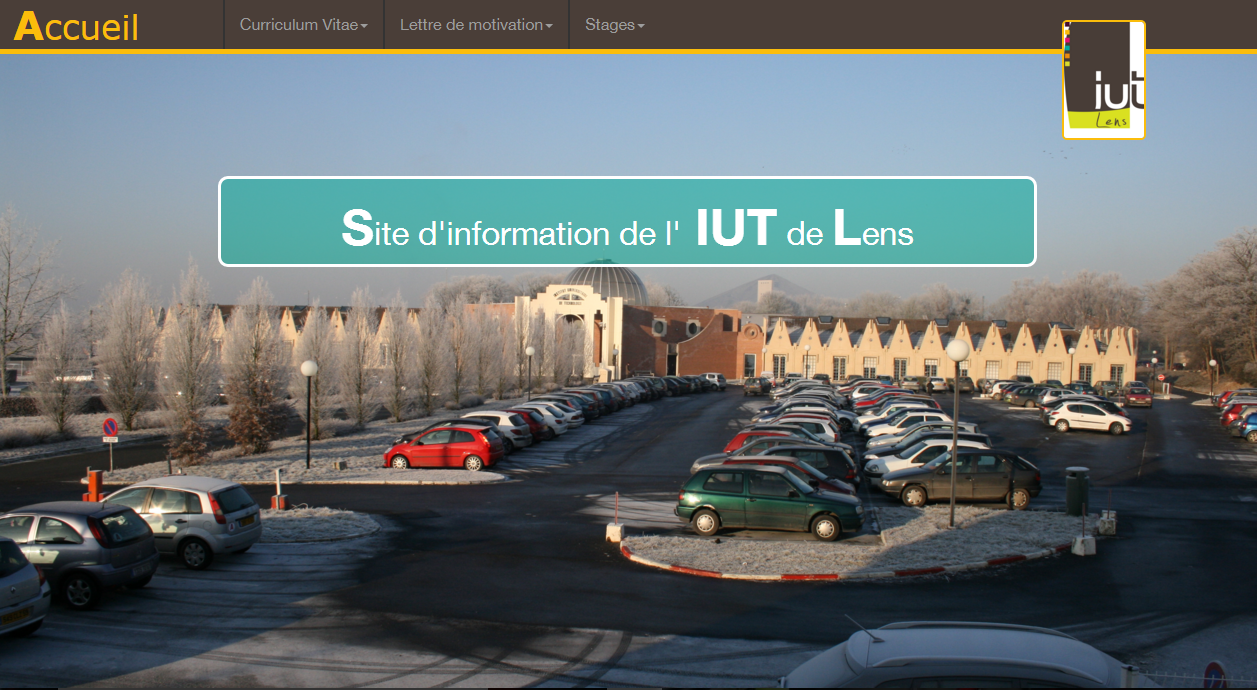 Accueil
Curriculum Vitae
Lettre de motivation
Stages
iut
Lens
Site d'information de l' IUT de Lens